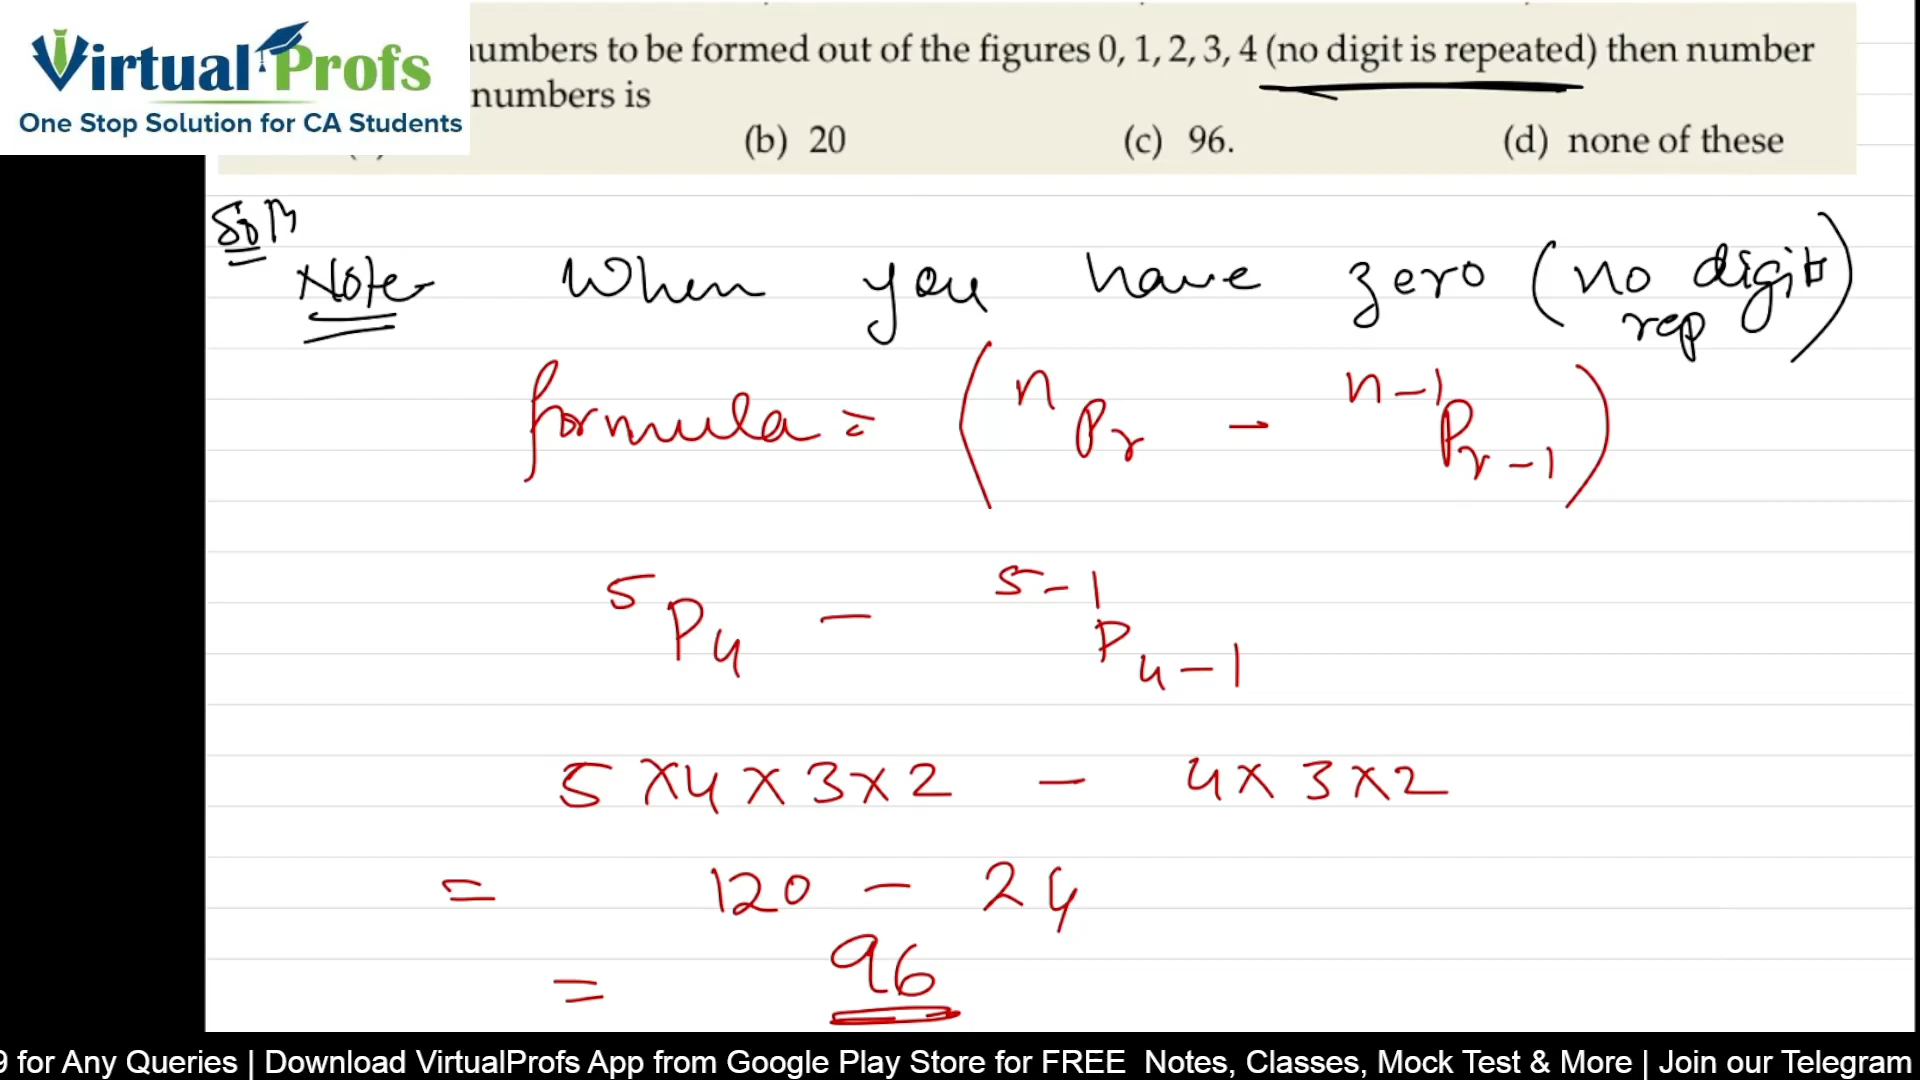 Virtual Profs
One Stop Solution for CA Students
numbers to be formed out of the figures 0, 1, 2, 3, 4 (no digit is repeated) then number
numbers is
(b) 20 (c) 96. (d) none of these
Soln
Note When you have zero (no digit rep)
formula = (nPr - n-1Pr-1)
5P4 - 5-1P4-1
5 x 4 x 3 x 2 - 4 x 3 x 2
= 120 - 24
= 96
9 for Any Queries | Download VirtualProfs App from Google Play Store for FREE Notes, Classes, Mock Test & More | Join our Telegram